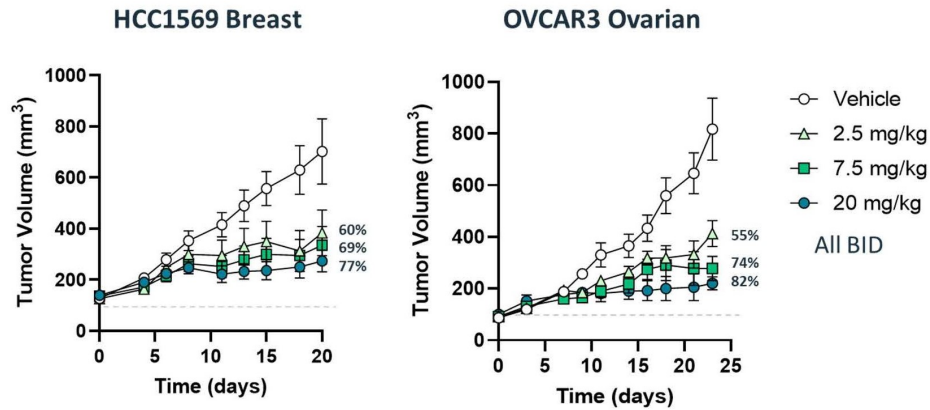 HCC1569 Breast
OVCAR3 Ovarian
Tumor Volume (mm³)
1000
800
600
400
200
0
0
5
10
15
20
Time (days)
60%
69%
77%
Tumor Volume (mm³)
1000
800
600
400
200
0
0
5
10
15
20
25
Time (days)
55%
74%
82%
Vehicle
2.5 mg/kg
7.5 mg/kg
20 mg/kg
All BID